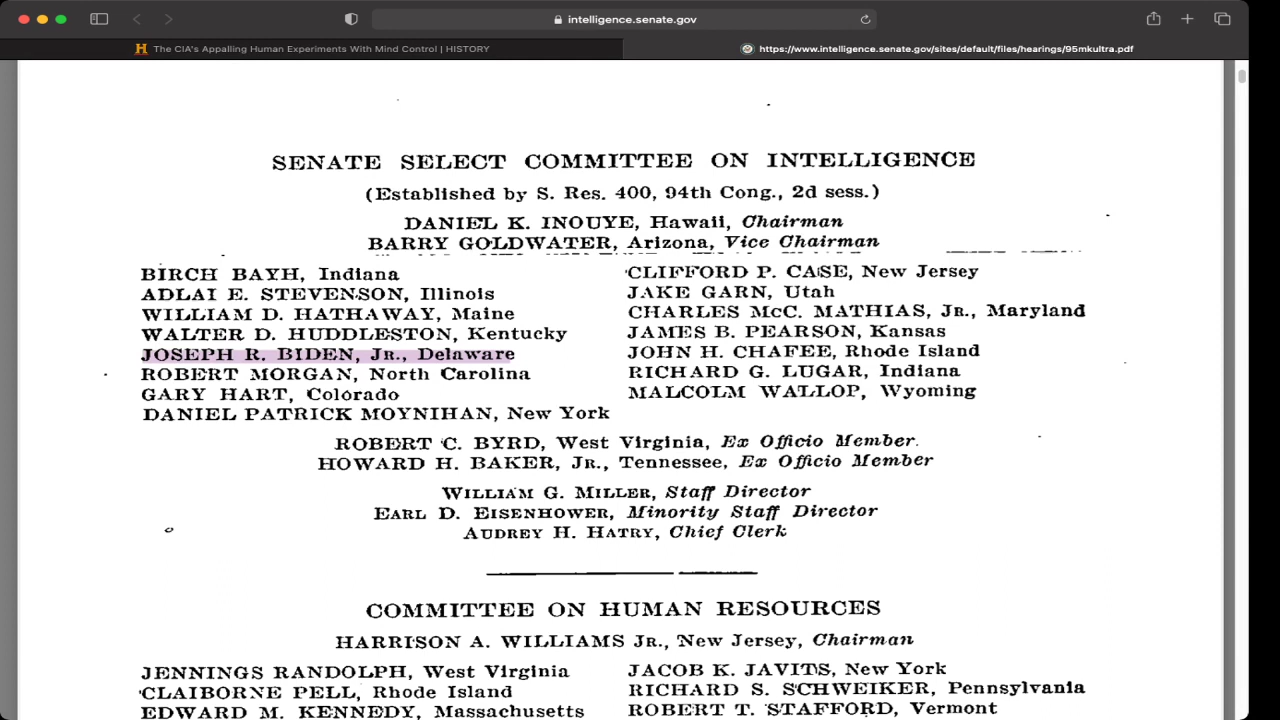 intelligence.senate.gov
The CIA's Appalling Human Experiments With Mind Control | HISTORY
https://www.intelligence.senate.gov/sites/default/files/hearings/95mkultra.pdf
SENATE SELECT COMMITTEE ON INTELLIGENCE
(Established by S. Res. 400, 94th Cong., 2d sess.)
DANIEL K. INOUYE, Hawaii, Chairman
BARRY GOLDWATER, Arizona, Vice Chairman
BIRCH BAYH, Indiana
ADLAI E. STEVENSON, Illinois
WILLIAM D. HATHAWAY, Maine
WALTER D. HUDDLESTON, Kentucky
JOSEPH R. BIDEN, JR., Delaware
ROBERT MORGAN, North Carolina
GARY HART, Colorado
DANIEL PATRICK MOYNIHAN, New York
CLIFFORD P. CASE, New Jersey
JAKE GARN, Utah
CHARLES McC. MATHIAS, JR., Maryland
JAMES B. PEARSON, Kansas
JOHN H. CHAFEE, Rhode Island
RICHARD G. LUGAR, Indiana
MALCOLM WALLOP, Wyoming
ROBERT C. BYRD, West Virginia, Ex Officio Member
HOWARD H. BAKER, JR., Tennessee, Ex Officio Member
WILLIAM G. MILLER, Staff Director
EARL D. EISENHOWER, Minority Staff Director
AUDREY H. HATRY, Chief Clerk
COMMITTEE ON HUMAN RESOURCES
HARRISON A. WILLIAMS JR., New Jersey, Chairman
JENNINGS RANDOLPH, West Virginia
CLAIBORNE PELL, Rhode Island
EDWARD M. KENNEDY, Massachusetts
JACOB K. JAVITS, New York
RICHARD S. SCHWEIKER, Pennsylvania
ROBERT T. STAFFORD, Vermont